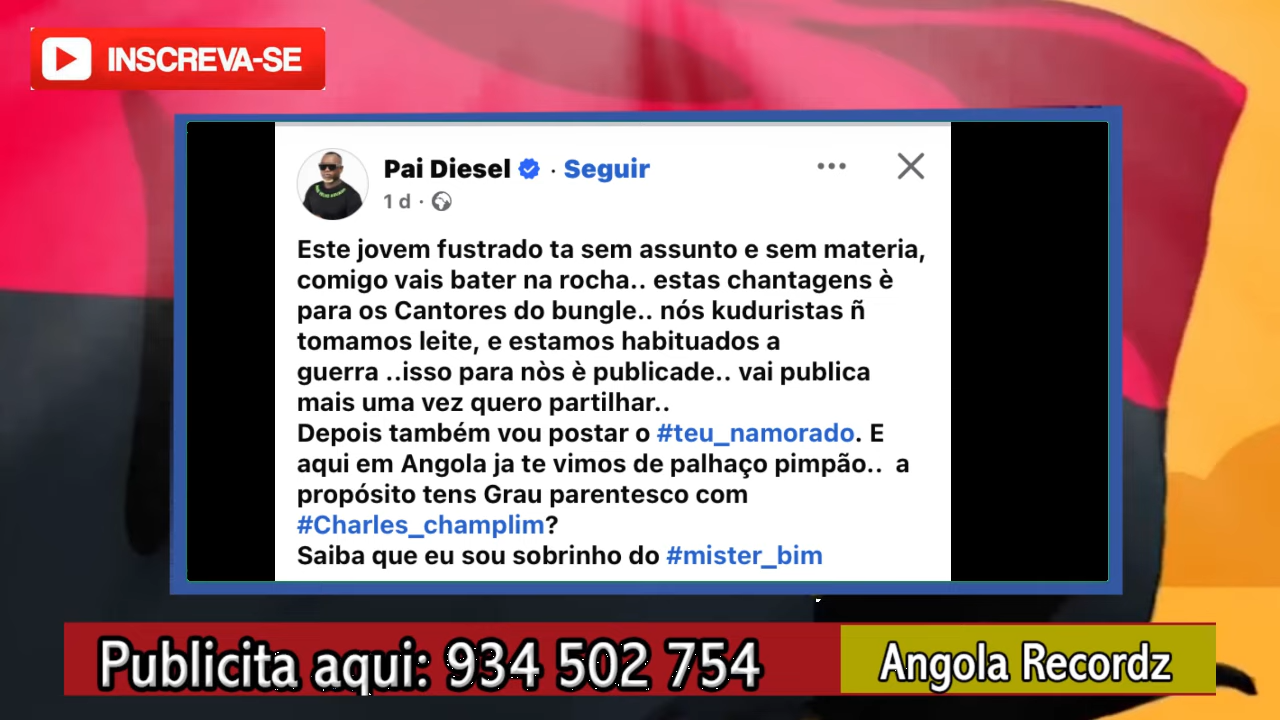 INSCREVA-SE
Pai Diesel · Seguir
1 d ·
Este jovem fustrado ta sem assunto e sem materia,
comigo vais bater na rocha.. estas chantagens è
para os Cantores do bungle.. nós kuduristas ñ
tomamos leite, e estamos habituados a
guerra ..isso para nòs è publicade.. vai publica
mais uma vez quero partilhar..
Depois também vou postar o #teu_namorado. E
aqui em Angola ja te vimos de palhaço pimpão.. a
propósito tens Grau parentesco com
#Charles_champlim?
Saiba que eu sou sobrinho do #mister_bim
Publicita aqui: 934 502 754
Angola Recordz